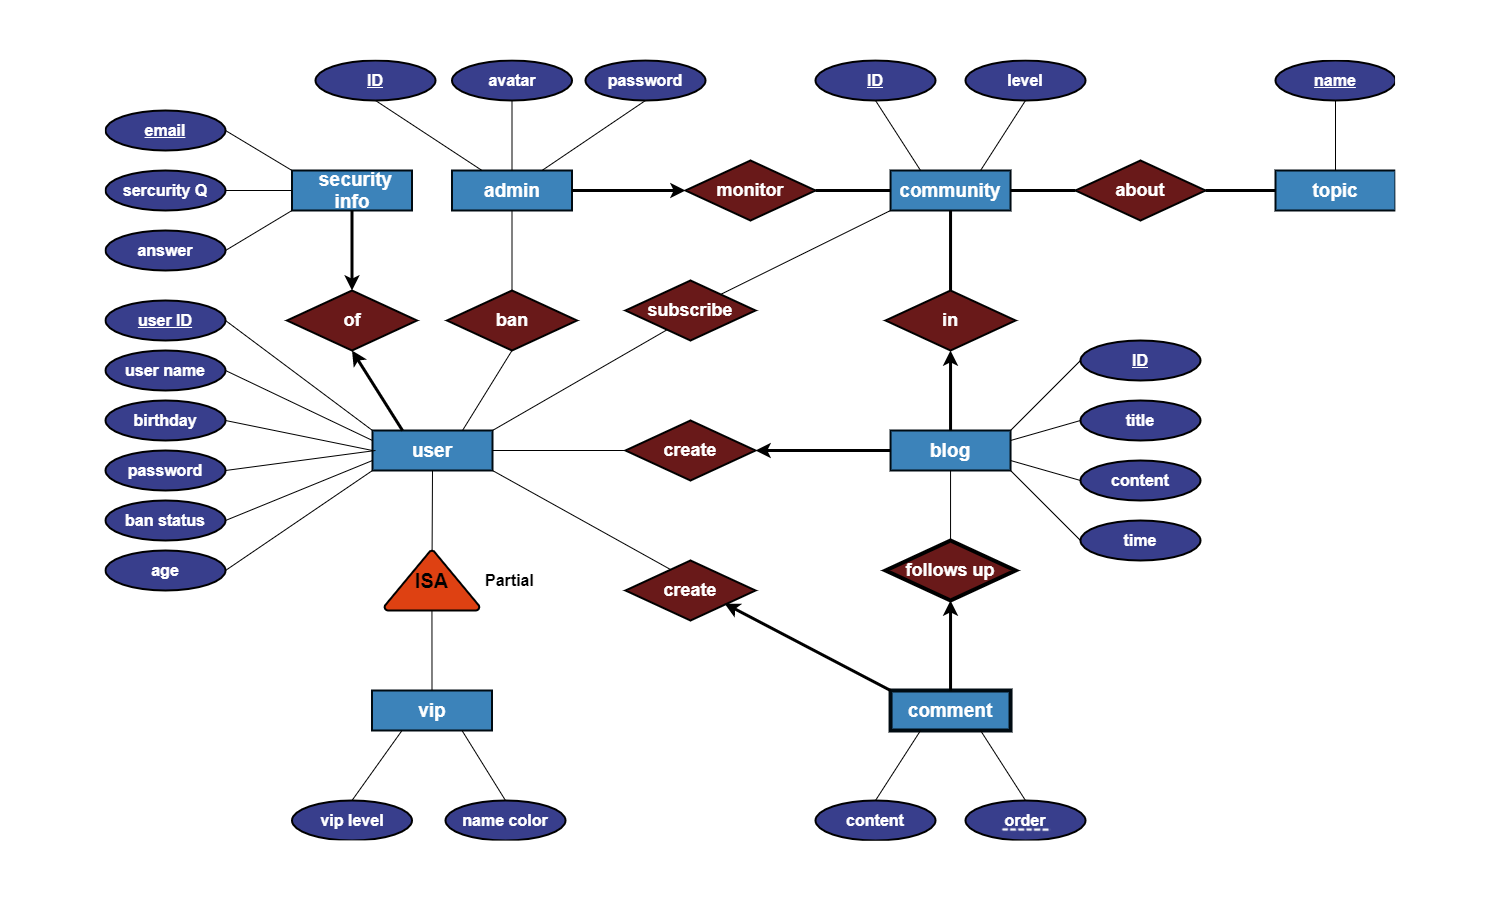 ID
avatar
password
ID
level
name
email
sercurity Q
answer
security
info
admin
monitor
community
about
topic
of
ban
subscribe
in
user ID
user name
birthday
password
ban status
age
user
create
blog
ID
title
content
time
ISA
Partial
create
follows up
vip
comment
vip level
name color
content
order